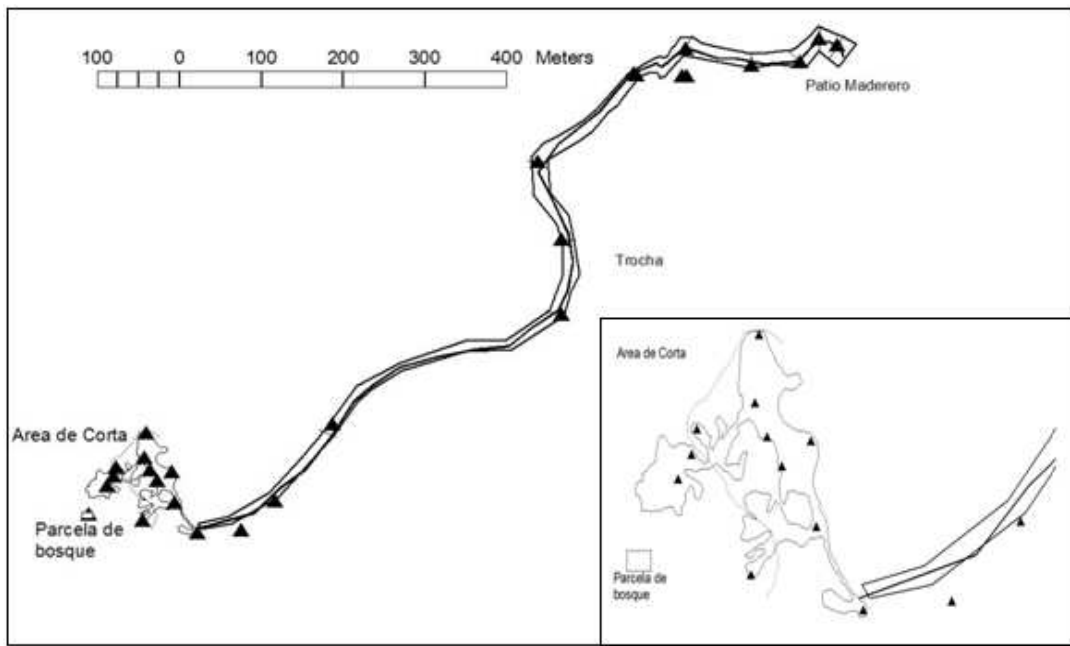 100 0 100 200 300 400 Meters
Patio Maderero
Trocha
Area de Corta
Parcela de
bosque
Area de Corta
Parcela de
bosque